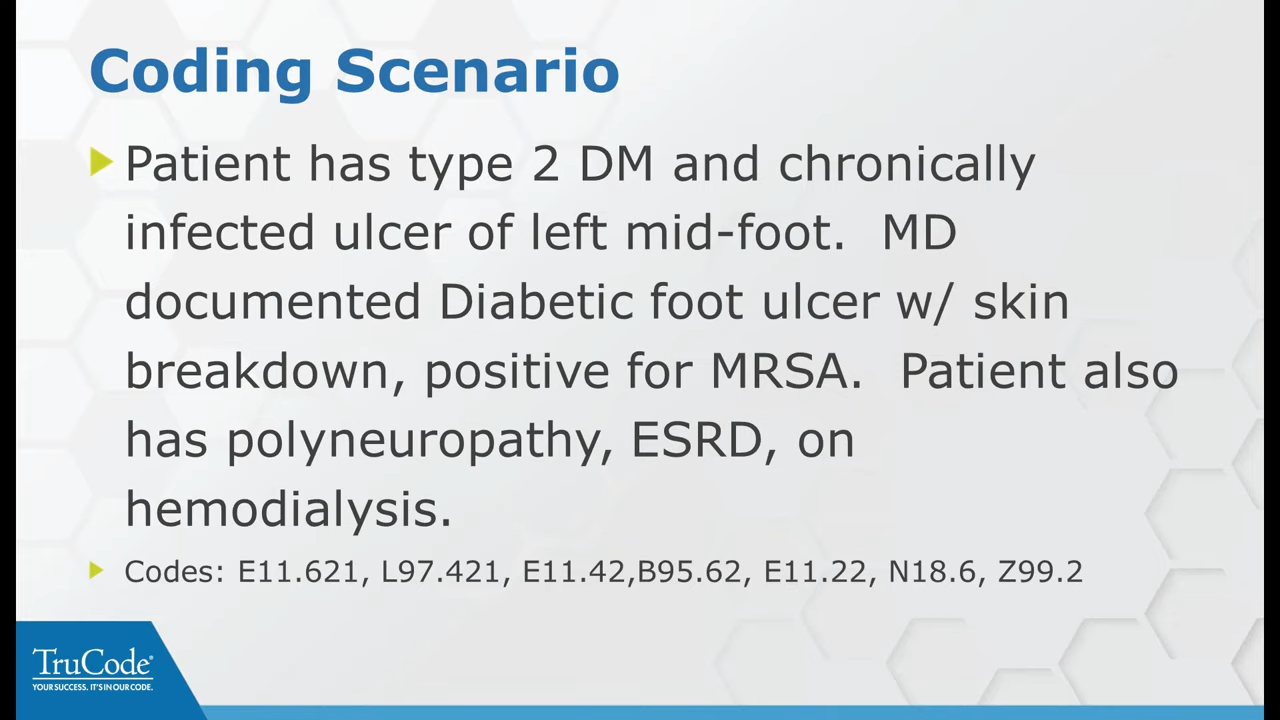 Coding Scenario
Patient has type 2 DM and chronically
infected ulcer of left mid-foot.  MD
documented Diabetic foot ulcer w/ skin
breakdown, positive for MRSA.  Patient also
has polyneuropathy, ESRD, on
hemodialysis.
Codes: E11.621, L97.421, E11.42,B95.62, E11.22, N18.6, Z99.2
TruCode®
YOUR SUCCESS. IT'S IN OUR CODE.